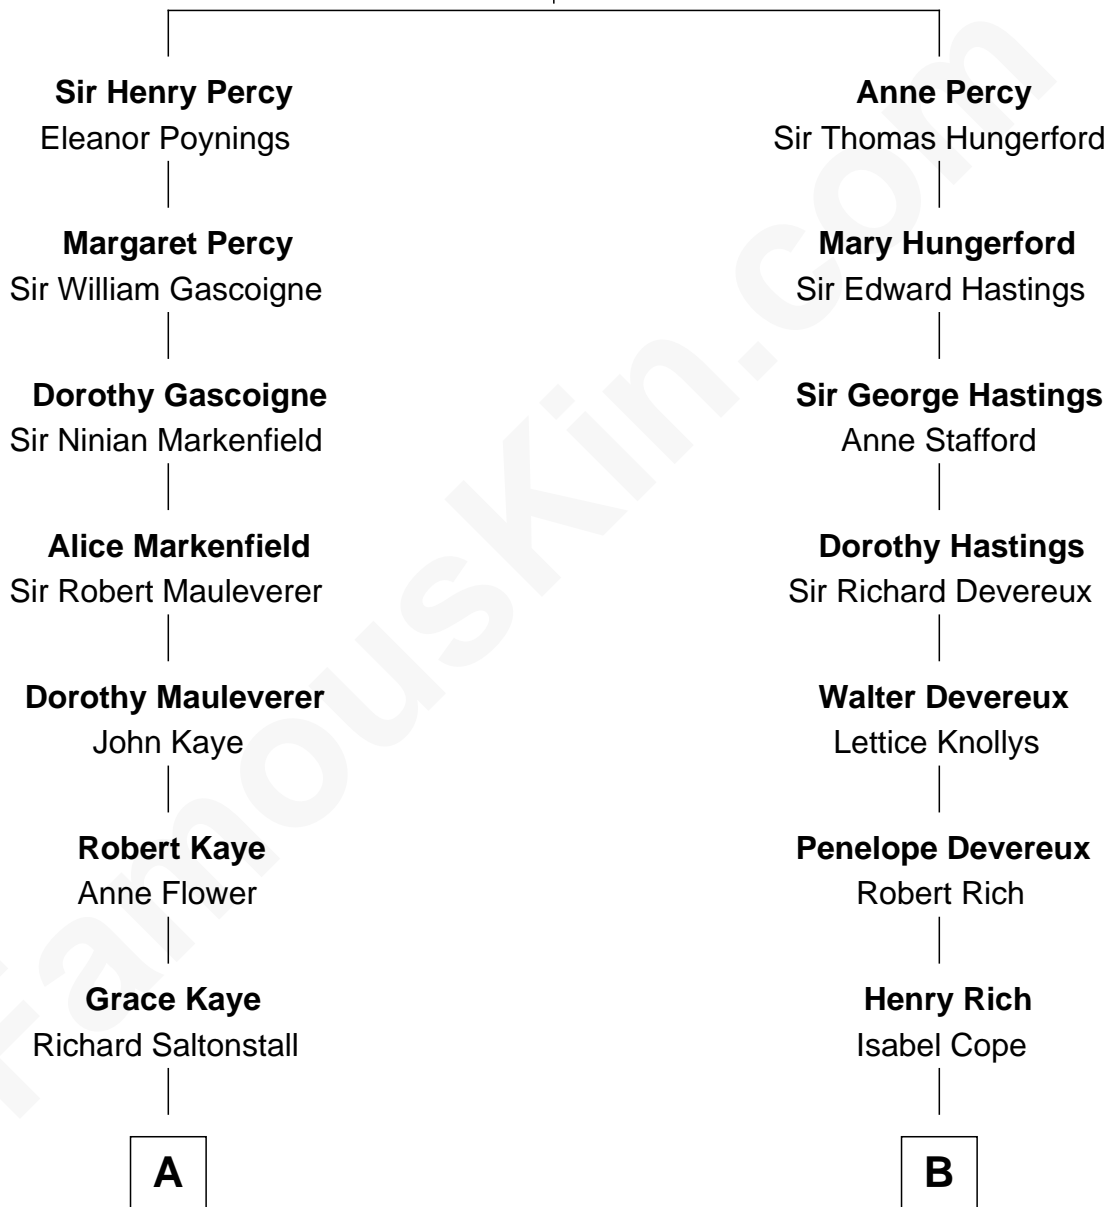 Sir Henry Percy
Eleanor Poynings
Margaret Percy
Sir William Gascoigne
Dorothy Gascoigne
Sir Ninian Markenfield
Alice Markenfield
Sir Robert Mauleverer
Dorothy Mauleverer
John Kaye
Robert Kaye
Anne Flower
Grace Kaye
Richard Saltonstall
A
Anne Percy
Sir Thomas Hungerford
Mary Hungerford
Sir Edward Hastings
Sir George Hastings
Anne Stafford
Dorothy Hastings
Sir Richard Devereux
Walter Devereux
Lettice Knollys
Penelope Devereux
Robert Rich
Henry Rich
Isabel Cope
B
FamousKin.com